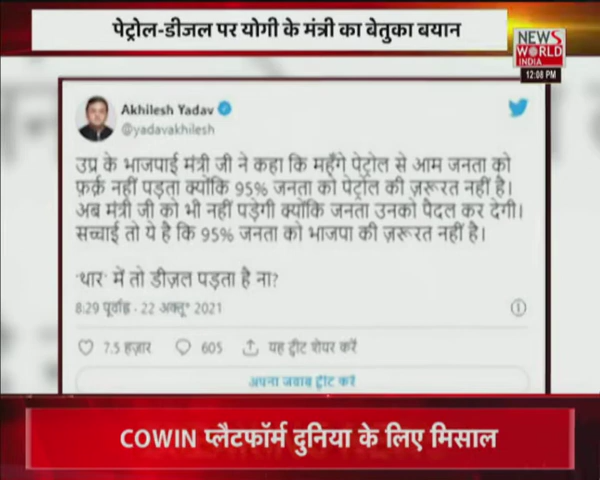 पेट्रोल-डीजल पर योगी के मंत्री का बेतुका बयान
NEWS
WORLD
INDIA
12:08 PM
Akhilesh Yadav
@yadavakhilesh
उप्र के भाजपाई मंत्री जी ने कहा कि महँगे पेट्रोल से आम जनता को
फ़र्क़ नहीं पड़ता क्योंकि 95% जनता को पेट्रोल की ज़रूरत नहीं है।
अब मंत्री जी को भी नहीं पड़ेगी क्योंकि जनता उनको पैदल कर देगी।
सच्चाई तो ये है कि 95% जनता को भाजपा की ज़रूरत नहीं है।
'थार' में तो डीज़ल पड़ता है ना?
8:29 पूर्वाह्न · 22 अक्तू॰ 2021
7.5 हज़ार 605 यह ट्वीट शेयर करें
अपना जवाब ट्वीट करें
COWIN प्लैटफॉर्म दुनिया के लिए मिसाल